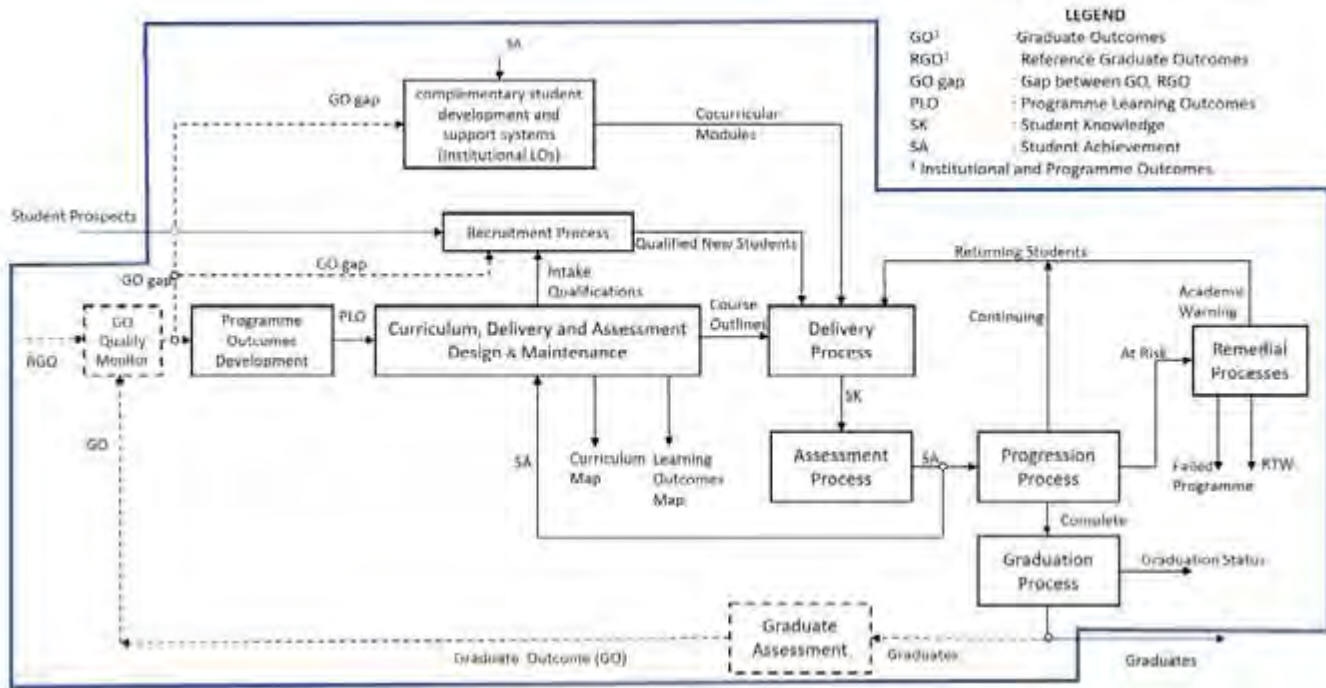 LEGEND
GO¹ : Graduate Outcomes
RGO¹ : Reference Graduate Outcomes
GO gap : Gap between GO, RGO
PLO : Programme Learning Outcomes
SK : Student Knowledge
SA : Student Achievement
¹ Institutional and Programme Outcomes
SA
GO gap
complementary student
development and
support systems
(Institutional LOs)
Cocurricular
Modules
Student Prospects
Recruitment Process
Qualified New Students
Returning Students
GO gap
GO gap
Intake
Qualifications
Academic
Warning
RGO
GO
Quality
Monitor
Programme
Outcomes
Development
PLO
Curriculum, Delivery and Assessment
Design & Maintenance
Course
Outlines
Delivery
Process
Continuing
At Risk
Remedial
Processes
SK
GO
SA
Curriculum
Map
Learning
Outcomes
Map
Assessment
Process
SA
Progression
Process
Failed
Programme
RTW
Complete
Graduation
Process
Graduation Status
Graduate
Assessment
Graduate Outcome (GO)
Graduates
Graduates